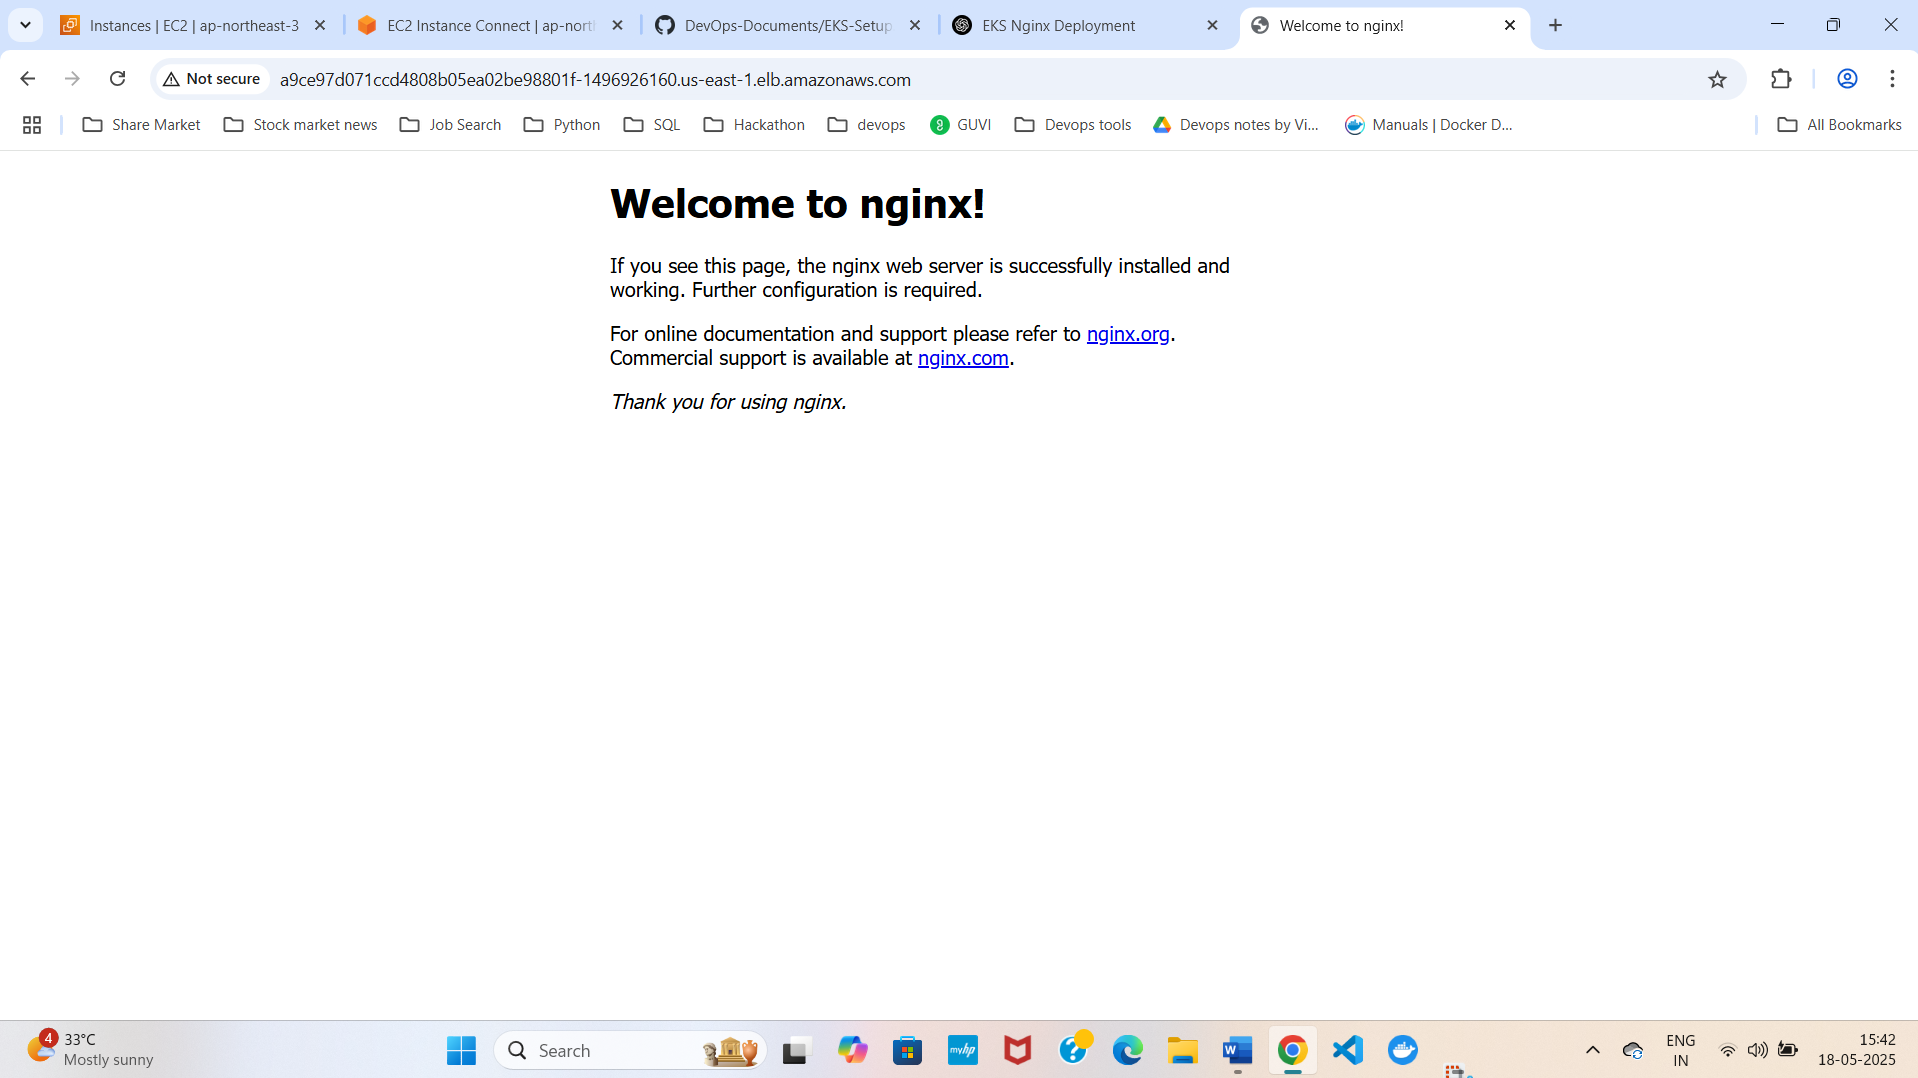 Instances | EC2 | ap-northeast-3
EC2 Instance Connect | ap-nort
DevOps-Documents/EKS-Setup
EKS Nginx Deployment
Welcome to nginx!
Not secure
a9ce97d071ccd4808b05ea02be98801f-1496926160.us-east-1.elb.amazonaws.com
Share Market
Stock market news
Job Search
Python
SQL
Hackathon
devops
GUVI
Devops tools
Devops notes by Vi...
Manuals | Docker D...
All Bookmarks
Welcome to nginx!
If you see this page, the nginx web server is successfully installed and
working. Further configuration is required.
For online documentation and support please refer to nginx.org.
Commercial support is available at nginx.com.
Thank you for using nginx.
4
33°C
Mostly sunny
Search
myhp
W
ENG
IN
15:42
18-05-2025